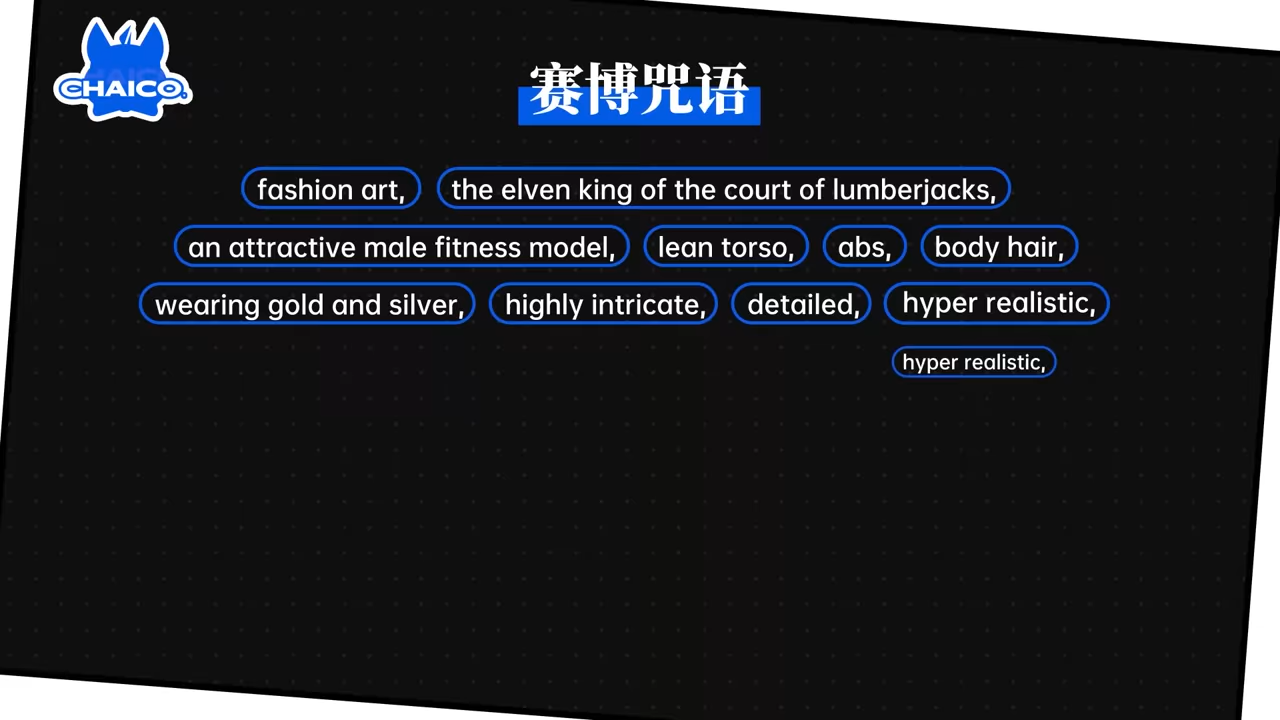 CHAICO
赛博咒语
fashion art, the elven king of the court of lumberjacks,
an attractive male fitness model, lean torso, abs, body hair,
wearing gold and silver, highly intricate, detailed, hyper realistic,
hyper realistic,